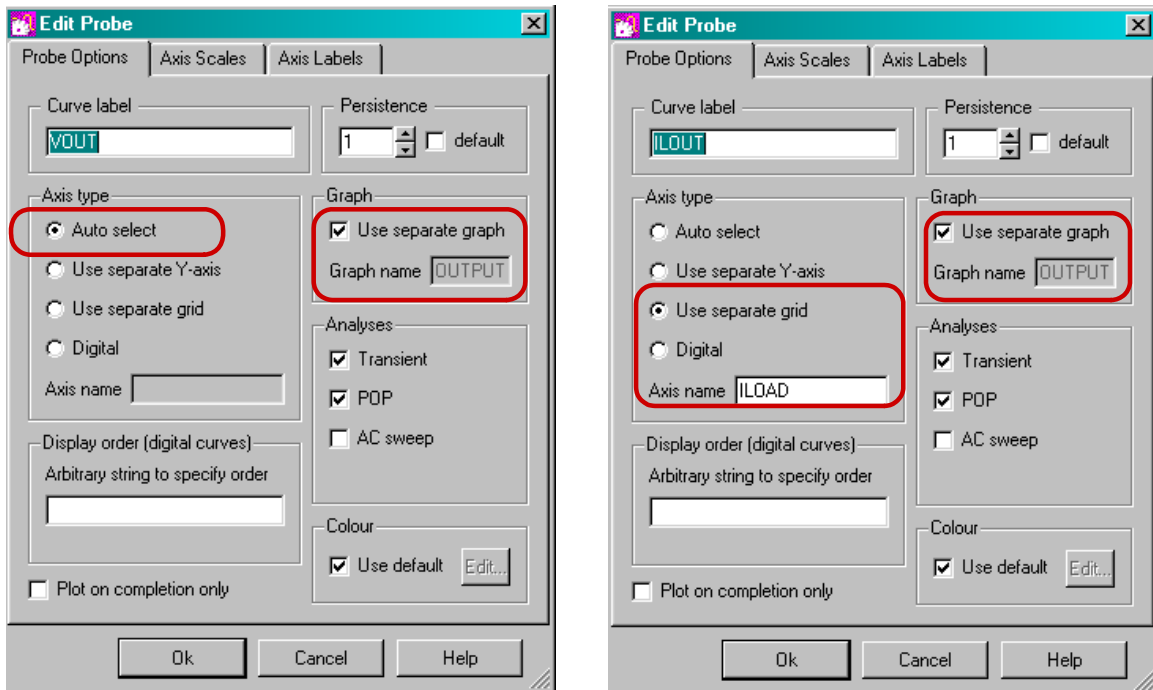 Edit Probe
Probe Options
Axis Scales
Axis Labels
Curve label
VOUT
Persistence
1
default
Axis type
Auto select
Use separate Y-axis
Use separate grid
Digital
Axis name
Graph
Use separate graph
Graph name OUTPUT
Analyses
Transient
POP
AC sweep
Display order (digital curves)
Arbitrary string to specify order
Colour
Use default Edit...
Plot on completion only
Ok
Cancel
Help
Edit Probe
Probe Options
Axis Scales
Axis Labels
Curve label
ILOUT
Persistence
1
default
Axis type
Auto select
Use separate Y-axis
Use separate grid
Digital
Axis name ILOAD
Graph
Use separate graph
Graph name OUTPUT
Analyses
Transient
POP
AC sweep
Display order (digital curves)
Arbitrary string to specify order
Colour
Use default Edit...
Plot on completion only
Ok
Cancel
Help